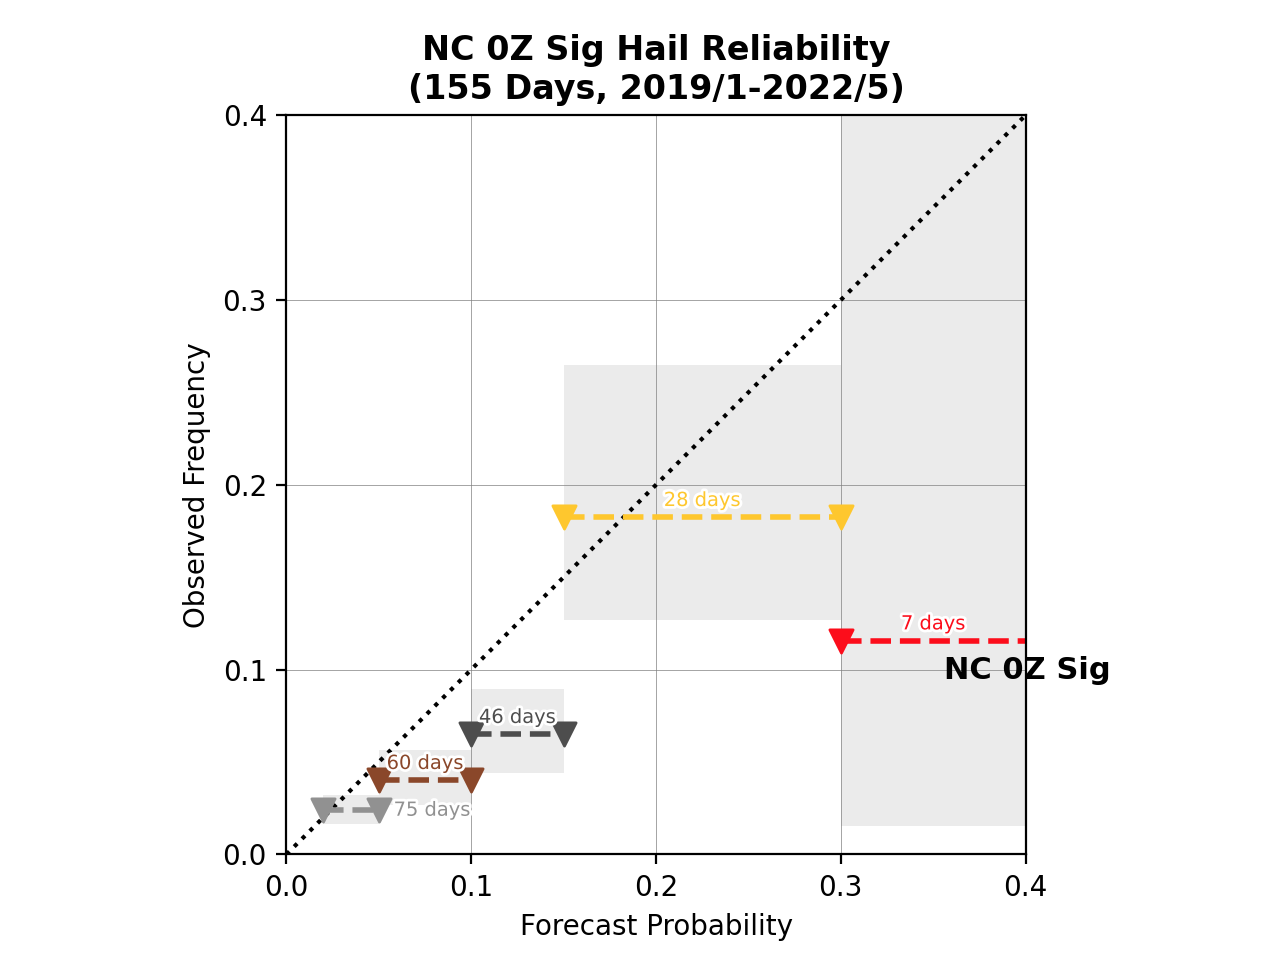 NC 0Z Sig Hail Reliability
(155 Days, 2019/1-2022/5)
0.4
0.3
0.2
0.1
0.0
Observed Frequency
28 days
7 days
NC 0Z Sig
46 days
60 days
75 days
0.0 0.1 0.2 0.3 0.4
Forecast Probability